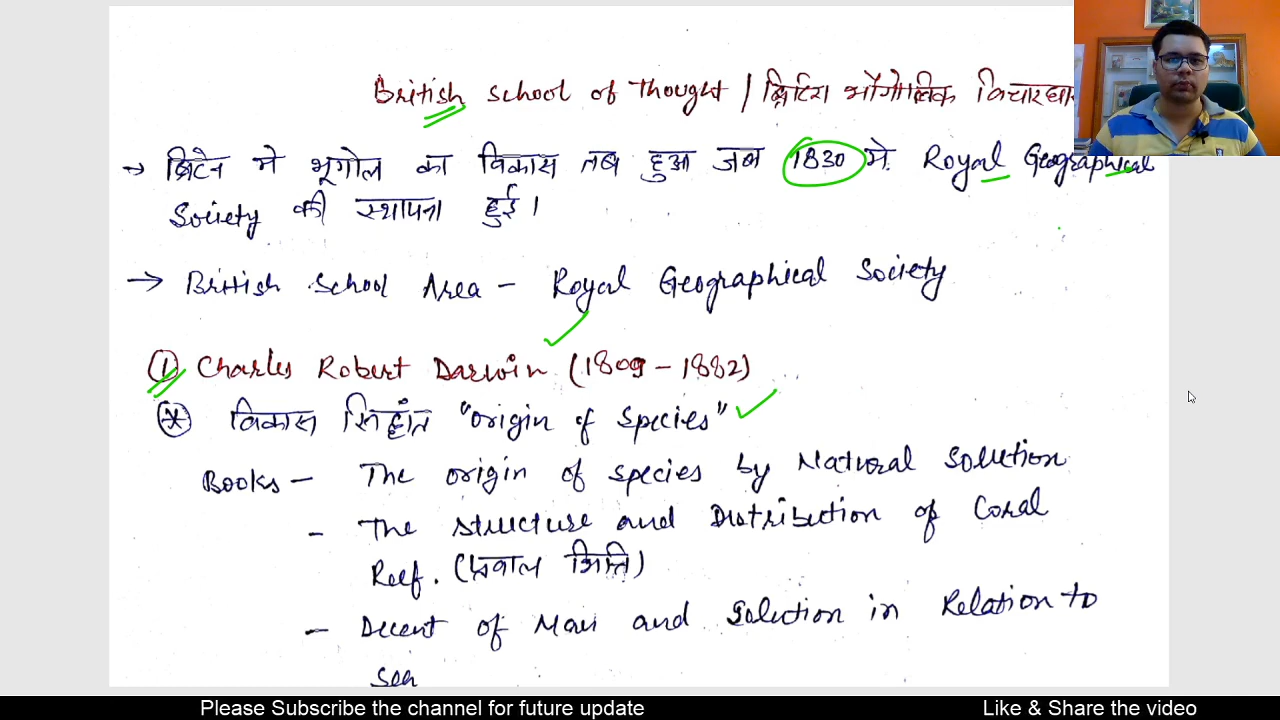 British School of Thought / ब्रिटिश भौगोलिक विचारधार
→ ब्रिटेन मे भूगोल का विकास तब हुआ जब 1830 मे. Royal Geographical
Society की स्थापना हुई।
→ British School Area - Royal Geographical Society
① Charles Robert Darwin (1809 - 1882)
* विकास सिद्धांत "Origin of Species"
Books - The origin of species by Natural Solution
- The structure and Distribution of Coral
Reef. (प्रवाल भित्ति)
- Decent of Man and Solution in Relation to
Sea
Please Subscribe the channel for future update
Like & Share the video